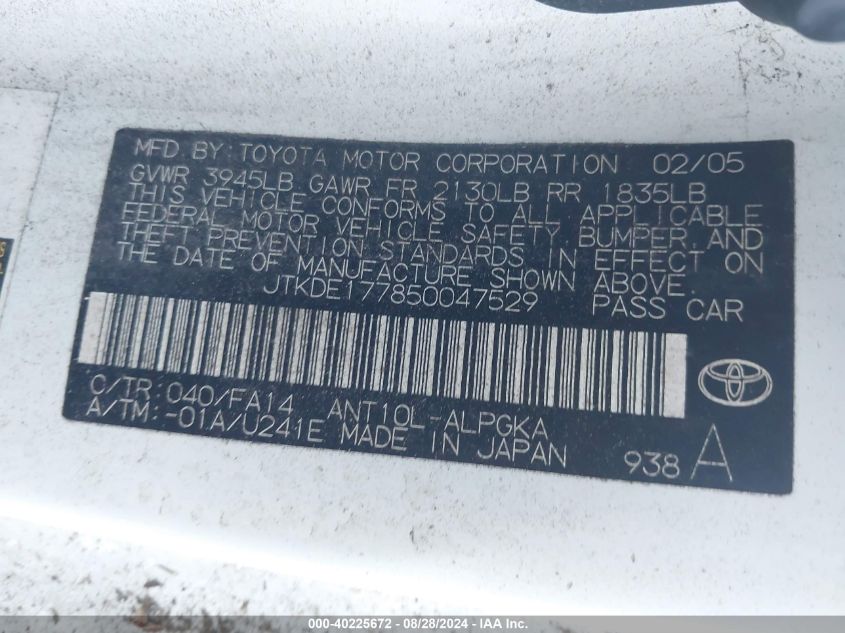 MFD BY TOYOTA MOTOR CORPORATION 02/05
GVWR 3945LB GAWR FR 2130LB RR 1835LB
THIS VEHICLE CONFORMS TO ALL APPLICABLE
FEDERAL MOTOR VEHICLE SAFETY, BUMPER, AND
THEFT PREVENTION STANDARDS IN EFFECT ON
THE DATE OF MANUFACTURE SHOWN ABOVE.
JTKDE177850047529 PASS CAR
C/TR: 040/FA14 ANT10L-ALPGKA
A/TM: -01A/U241E MADE IN JAPAN
938 A
000-40225672 - 08/28/2024 - IAAI.COM